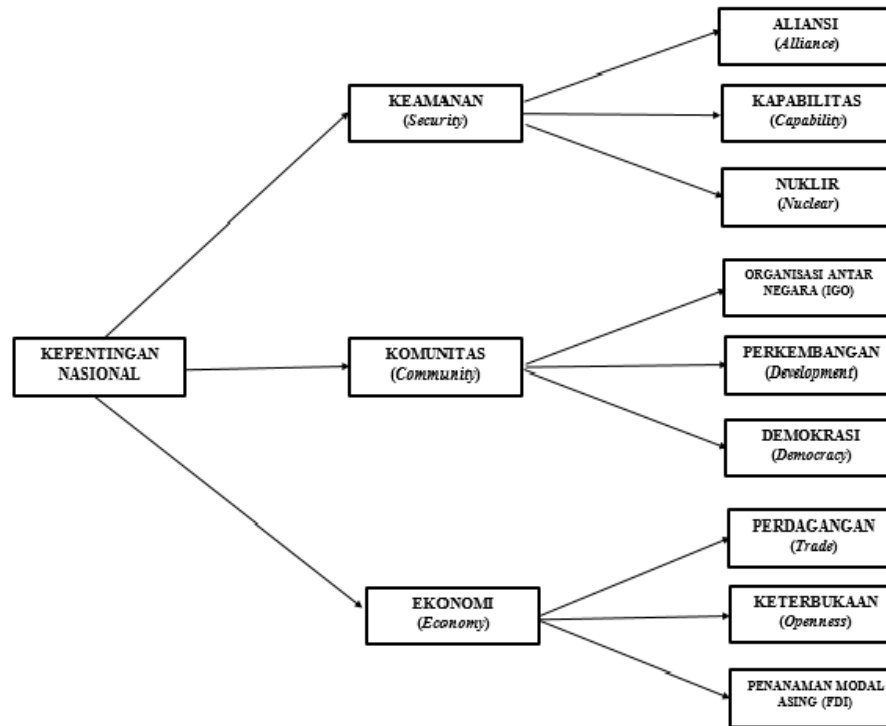 ALIANSI
(Alliance)
KEAMANAN
(Security)
KAPABILITAS
(Capability)
NUKLIR
(Nuclear)
ORGANISASI ANTAR
NEGARA (IGO)
KEPENTINGAN
NASIONAL
KOMUNITAS
(Community)
PERKEMBANGAN
(Development)
DEMOKRASI
(Democracy)
PERDAGANGAN
(Trade)
EKONOMI
(Economy)
KETERBUKAAN
(Openness)
PENANAMAN MODAL
ASING (FDI)